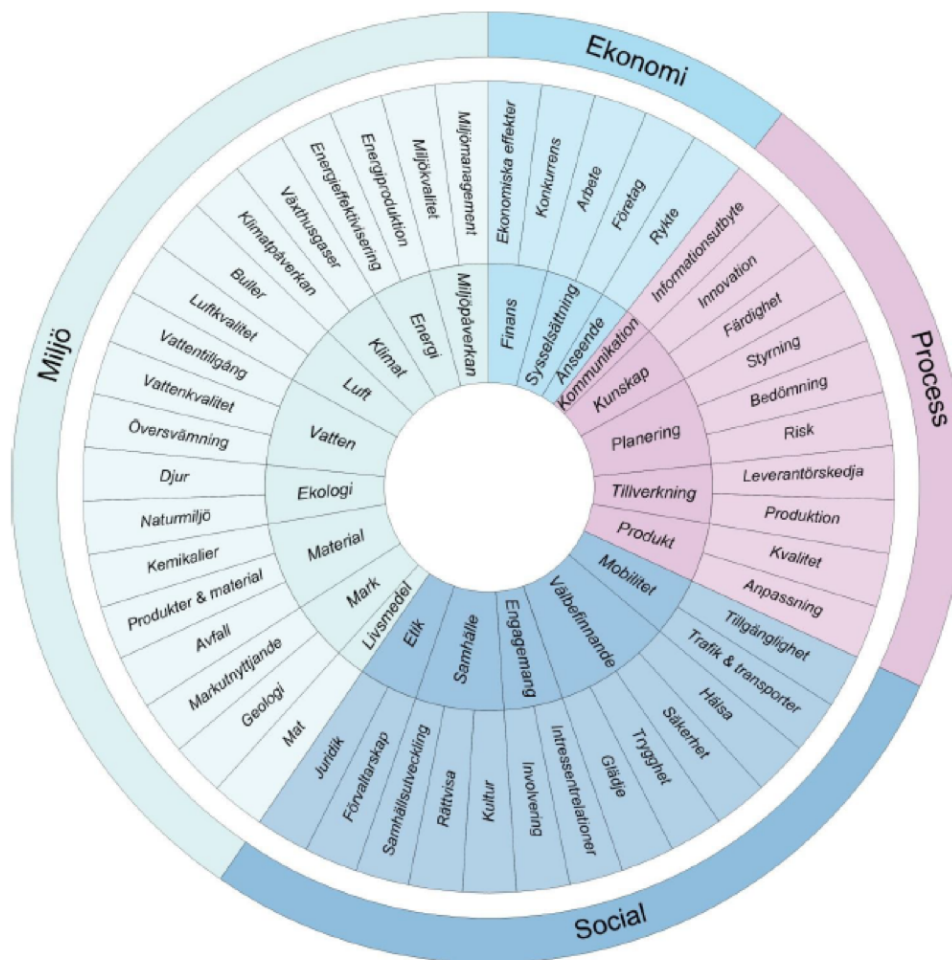 Ekonomi
Process
Social
Miljö
Ekonomiska effekter
Konkurrens
Arbete
Företag
Rykte
Informationsutbyte
Innovation
Färdighet
Styrning
Bedömning
Risk
Leverantörskedja
Produktion
Kvalitet
Anpassning
Tillgänglighet
Trafik & transporter
Hälsa
Säkerhet
Trygghet
Glädje
Intressentrelationer
Involvering
Kultur
Rättvisa
Samhällsutveckling
Förvaltarskap
Juridik
Mat
Geologi
Markutnyttjande
Avfall
Produkter & material
Kemikalier
Naturmiljö
Djur
Översvämning
Vattenkvalitet
Vattentillgång
Luftkvalitet
Buller
Klimatpåverkan
Växthusgaser
Energieffektivisering
Energiproduktion
Miljökvalitet
Miljömanagement
Finans
Sysselsättning
Anseende
Kommunikation
Kunskap
Planering
Tillverkning
Produkt
Mobilitet
Välbefinnande
Engagemang
Samhälle
Etik
Livsmedel
Mark
Material
Ekologi
Vatten
Luft
Klimat
Energi
Miljöpåverkan